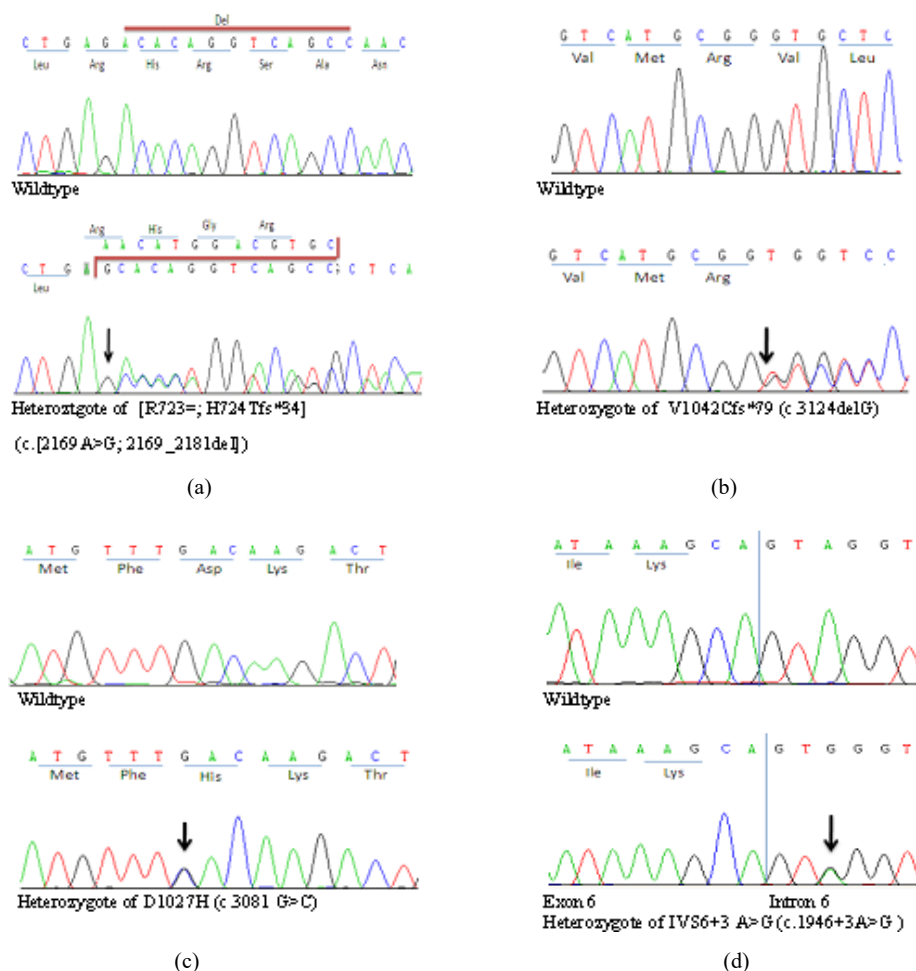 Del
C T G A G A C A C A G G T C A G C C A A C
Leu Arg His Arg Ser Ala Asn
Wildtype
Arg His Gly Arg
A A C A T G G A C G T G C
C T G A G C A C A G G T C A G C C C T C A
Leu
Heteroztgote of [R723=; H724Tfs*34]
(c.[2169 A>G; 2169_2181del])
(a)
G T C A T G C G G G T G C T C
Val Met Arg Val Leu
Wildtype
G T C A T G C G G T G G T C C
Val Met Arg
Heterozygote of V1042Cfs*79 (c.3124delG)
(b)
A T G T T T G A C A A G A C T
Met Phe Asp Lys Thr
Wildtype
A T G T T T G A C A A G A C T
Met Phe His Lys Thr
Heterozygote of D1027H (c.3081 G>C)
(c)
A T A A A G C A G T A G G T
Ile Lys
Wildtype
A T A A A G C A G T G G G T
Ile Lys
Exon 6 Intron 6
Heterozygote of IVS6+3 A>G (c.1946+3A>G )
(d)